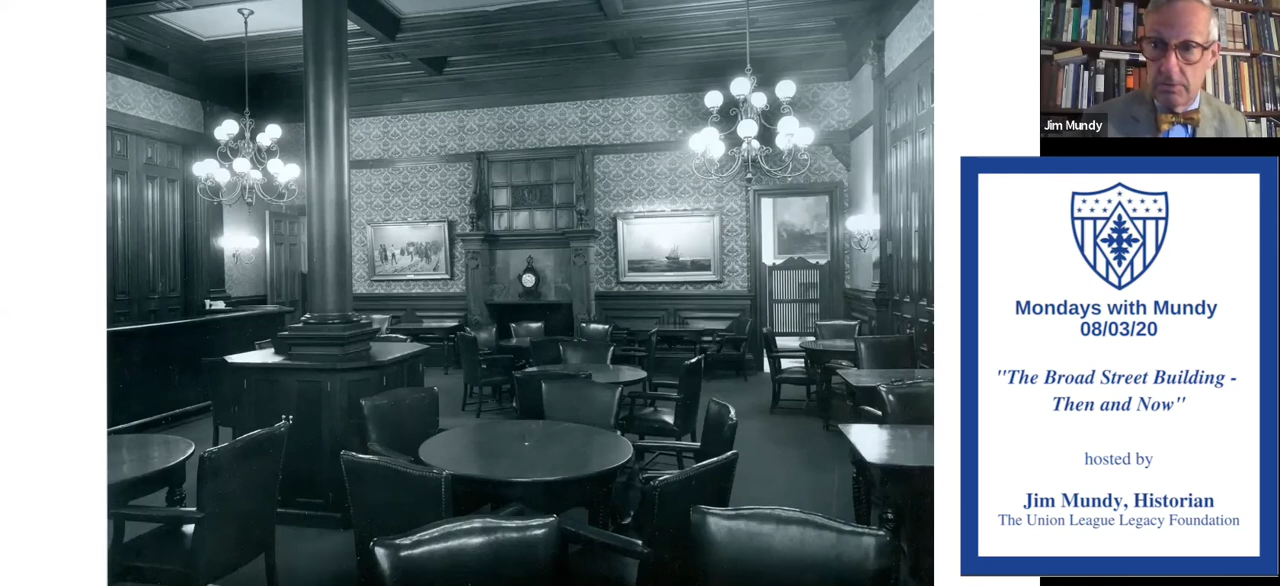 Jim Mundy
Mondays with Mundy
08/03/20
"The Broad Street Building -
Then and Now"
hosted by
Jim Mundy, Historian
The Union League Legacy Foundation